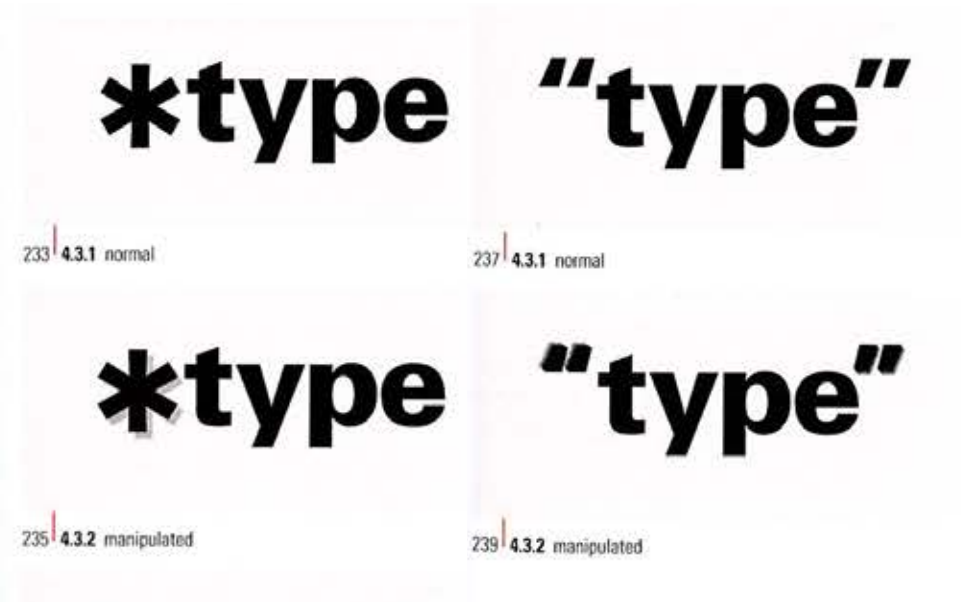 *type
233 4.3.1 normal
“type”
237 4.3.1 normal
*type
235 4.3.2 manipulated
“type”
239 4.3.2 manipulated